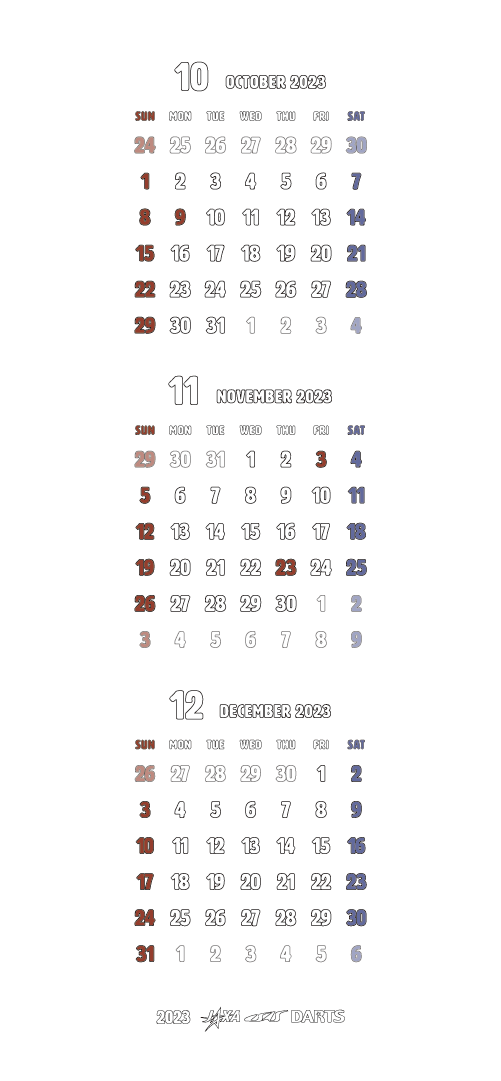 10 OCTOBER 2023
SUN MON TUE WED THU FRI SAT
24 25 26 27 28 29 30
1 2 3 4 5 6 7
8 9 10 11 12 13 14
15 16 17 18 19 20 21
22 23 24 25 26 27 28
29 30 31 1 2 3 4
11 NOVEMBER 2023
SUN MON TUE WED THU FRI SAT
29 30 31 1 2 3 4
5 6 7 8 9 10 11
12 13 14 15 16 17 18
19 20 21 22 23 24 25
26 27 28 29 30 1 2
3 4 5 6 7 8 9
12 DECEMBER 2023
SUN MON TUE WED THU FRI SAT
26 27 28 29 30 1 2
3 4 5 6 7 8 9
10 11 12 13 14 15 16
17 18 19 20 21 22 23
24 25 26 27 28 29 30
31 1 2 3 4 5 6
2023 JAXA DARTS